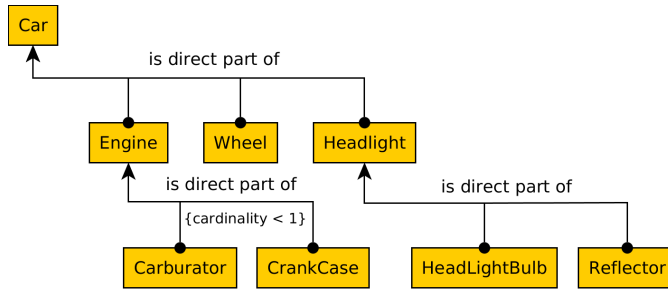 Car
is direct part of
Engine
Wheel
Headlight
is direct part of
is direct part of
{cardinality < 1}
Carburator
CrankCase
HeadLightBulb
Reflector